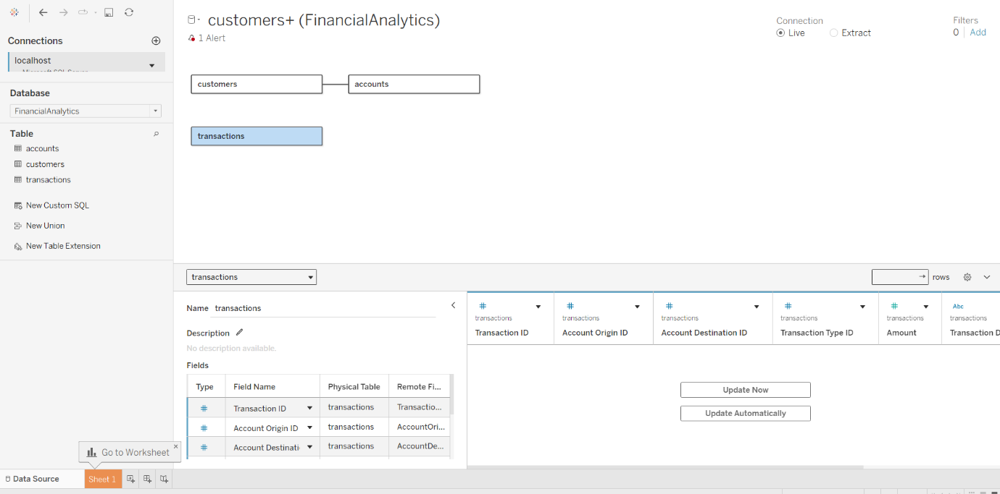 customers+ (FinancialAnalytics)
1 Alert
Connection
Live
Extract
Filters
0
Add
Connections
localhost
Microsoft SQL Server
Database
FinancialAnalytics
Table
accounts
customers
transactions
New Custom SQL
New Union
New Table Extension
customers
accounts
transactions
transactions
rows
Name transactions
Description
No description available.
Fields
Type Field Name Physical Table Remote Fi...
# Transaction ID transactions Transactio...
# Account Origin ID transactions AccountOri...
# Account Destinati transactions AccountDe...
# # # # # Abc
transactions transactions transactions transactions transactions transactions
Transaction ID Account Origin ID Account Destination ID Transaction Type ID Amount Transaction D
Update Now
Update Automatically
Go to Worksheet
Data Source
Sheet 1